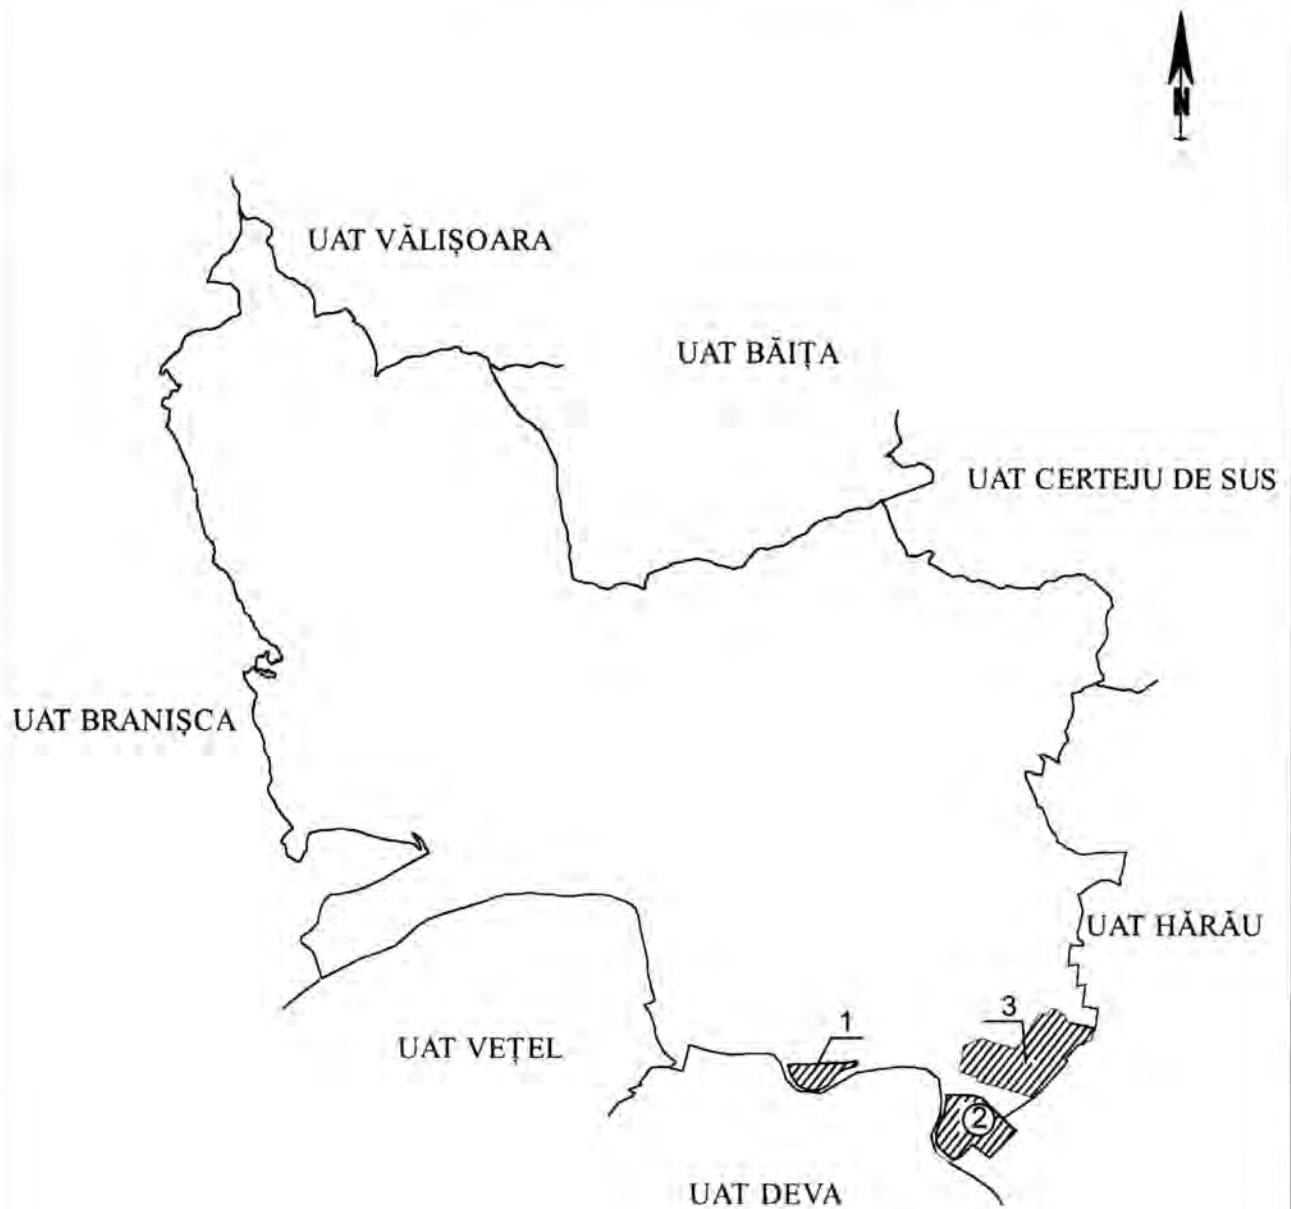 N
UAT VĂLIȘOARA
UAT BĂIȚA
UAT CERTEJU DE SUS
UAT BRANIȘCA
UAT HĂRĂU
3
1
UAT VEȚEL
2
UAT DEVA